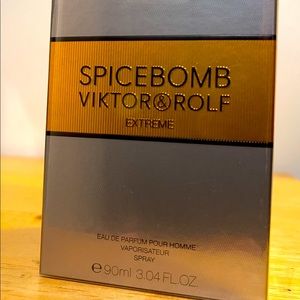 SPICEBOMB
VIKTOR&ROLF
EXTREME
EAU DE PARFUM POUR HOMME
VAPORISATEUR
SPRAY
℮90ml 3.04 FL.OZ.